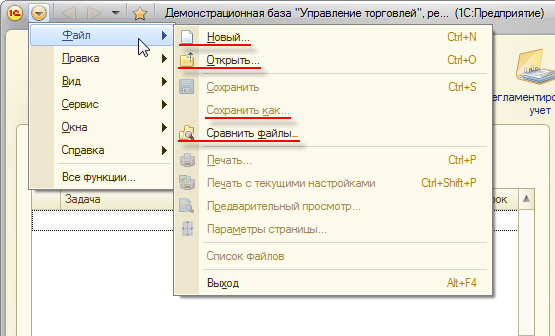 Демонстрационная база "Управление торговлей", ре... (1С:Предприятие)
Файл
Правка
Вид
Сервис
Окна
Справка
Все функции...
Новый... Ctrl+N
Открыть... Ctrl+O
Сохранить Ctrl+S
Сохранить как...
Сравнить файлы...
Печать... Ctrl+P
Печать с текущими настройками Ctrl+Shift+P
Предварительный просмотр...
Параметры страницы...
Список файлов
Выход Alt+F4
егламентиро
учет
Задача
рок